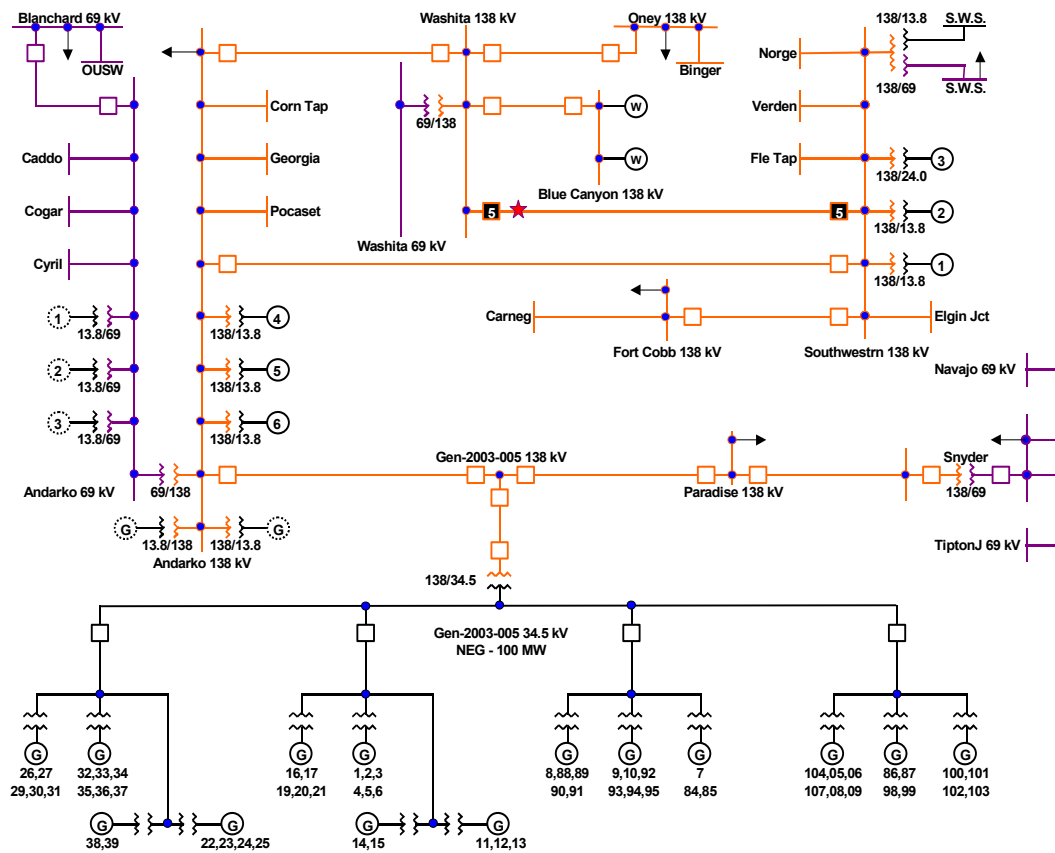 Blanchard 69 kV
OUSW
Washita 138 kV
Oney 138 kV
Binger
138/13.8
S.W.S.
Norge
138/69
S.W.S.
Corn Tap
69/138
W
Verden
Caddo
Georgia
W
Fle Tap
3
138/24.0
Blue Canyon 138 kV
Cogar
Pocaset
5
5
2
138/13.8
Washita 69 kV
Cyril
1
138/13.8
1
13.8/69
138/13.8
4
Carneg
Elgin Jct
Fort Cobb 138 kV
Southwestrn 138 kV
2
13.8/69
138/13.8
5
Navajo 69 kV
3
13.8/69
138/13.8
6
Gen-2003-005 138 kV
Snyder
Andarko 69 kV
69/138
Paradise 138 kV
138/69
G
13.8/138
138/13.8
G
Andarko 138 kV
TiptonJ 69 kV
138/34.5
Gen-2003-005 34.5 kV
NEG - 100 MW
G
G
G
G
G
G
G
G
G
G
26,27
29,30,31
32,33,34
35,36,37
16,17
19,20,21
1,2,3
4,5,6
8,88,89
90,91
9,10,92
93,94,95
7
84,85
104,05,06
107,08,09
86,87
98,99
100,101
102,103
G
G
G
G
38,39
22,23,24,25
14,15
11,12,13